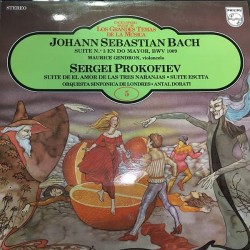 STEREO
PHILIPS
LOS GRANDES TEMAS
DE LA MUSICA
JOHANN SEBASTIAN BACH
SUITE N.º 3 EN DO MAYOR, BWV 1009
MAURICE GENDRON, violoncelo
SERGEI PROKOFIEV
SUITE DE EL AMOR DE LAS TRES NARANJAS • SUITE ESCITA
ORQUESTA SINFONICA DE LONDRES • ANTAL DORATI
5